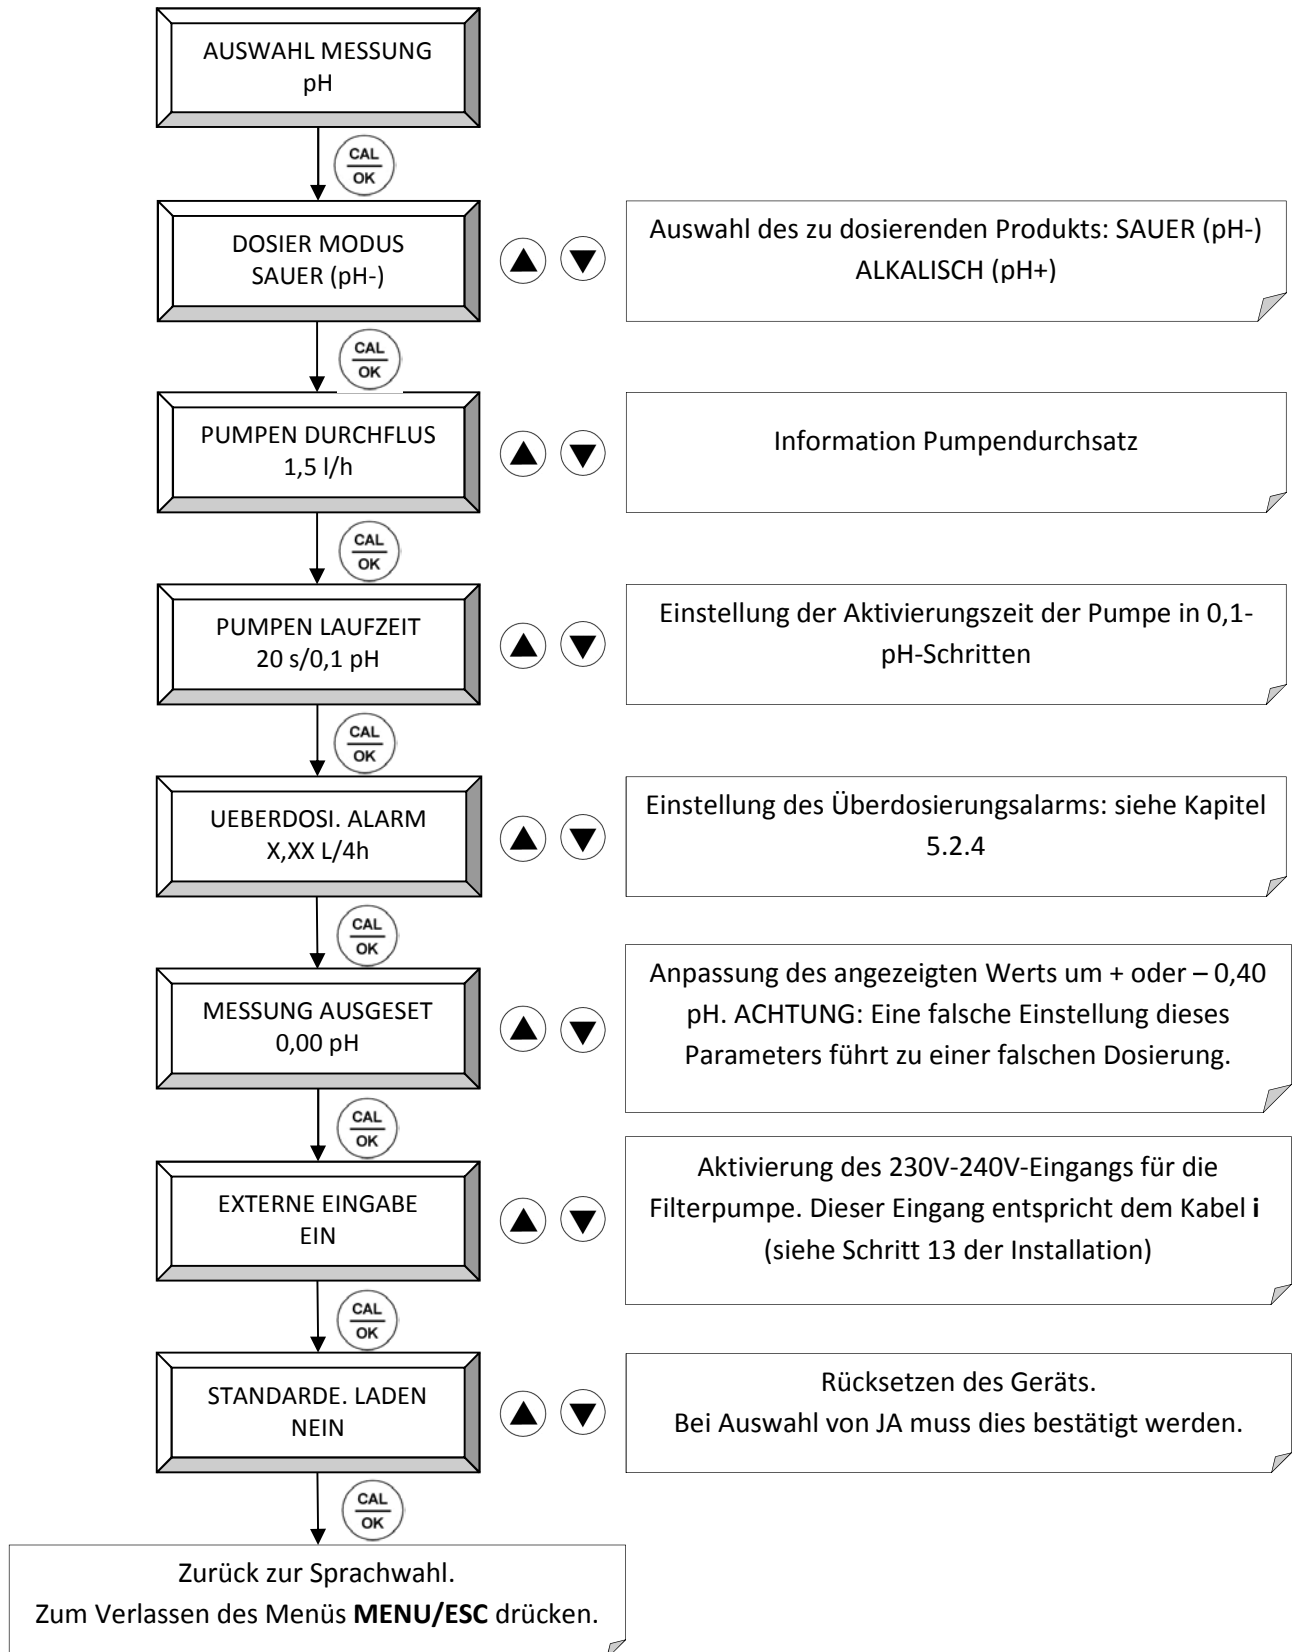 AUSWAHL MESSUNG
pH
CAL
OK
DOSIER MODUS
SAUER (pH-)
Auswahl des zu dosierenden Produkts: SAUER (pH-)
ALKALISCH (pH+)
CAL
OK
PUMPEN DURCHFLUS
1,5 l/h
Information Pumpendurchsatz
CAL
OK
PUMPEN LAUFZEIT
20 s/0,1 pH
Einstellung der Aktivierungszeit der Pumpe in 0,1-
pH-Schritten
CAL
OK
UEBERDOSI. ALARM
X,XX L/4h
Einstellung des Überdosierungsalarms: siehe Kapitel
5.2.4
CAL
OK
MESSUNG AUSGESET
0,00 pH
Anpassung des angezeigten Werts um + oder – 0,40
pH. ACHTUNG: Eine falsche Einstellung dieses
Parameters führt zu einer falschen Dosierung.
CAL
OK
EXTERNE EINGABE
EIN
Aktivierung des 230V-240V-Eingangs für die
Filterpumpe. Dieser Eingang entspricht dem Kabel i
(siehe Schritt 13 der Installation)
CAL
OK
STANDARDE. LADEN
NEIN
Rücksetzen des Geräts.
Bei Auswahl von JA muss dies bestätigt werden.
CAL
OK
Zurück zur Sprachwahl.
Zum Verlassen des Menüs MENU/ESC drücken.